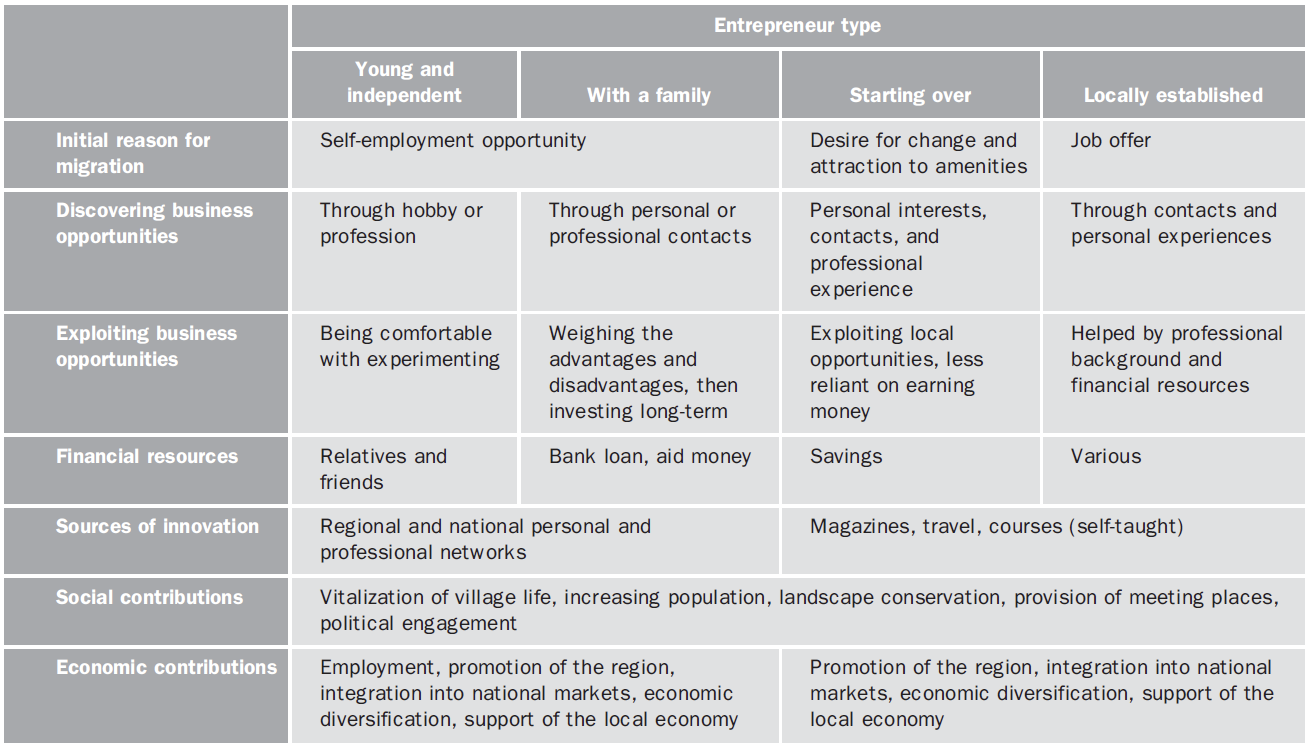 Entrepreneur type
Young and
independent
With a family
Starting over
Locally established
Initial reason for
migration
Self-employment opportunity
Desire for change and
attraction to amenities
Job offer
Discovering business
opportunities
Through hobby or
profession
Through personal or
professional contacts
Personal interests,
contacts, and
professional
experience
Through contacts and
personal experiences
Exploiting business
opportunities
Being comfortable
with experimenting
Weighing the
advantages and
disadvantages, then
investing long-term
Exploiting local
opportunities, less
reliant on earning
money
Helped by professional
background and
financial resources
Financial resources
Relatives and
friends
Bank loan, aid money
Savings
Various
Sources of innovation
Regional and national personal and
professional networks
Magazines, travel, courses (self-taught)
Social contributions
Vitalization of village life, increasing population, landscape conservation, provision of meeting places,
political engagement
Economic contributions
Employment, promotion of the region,
integration into national markets, economic
diversification, support of the local economy
Promotion of the region, integration into national
markets, economic diversification, support of the
local economy